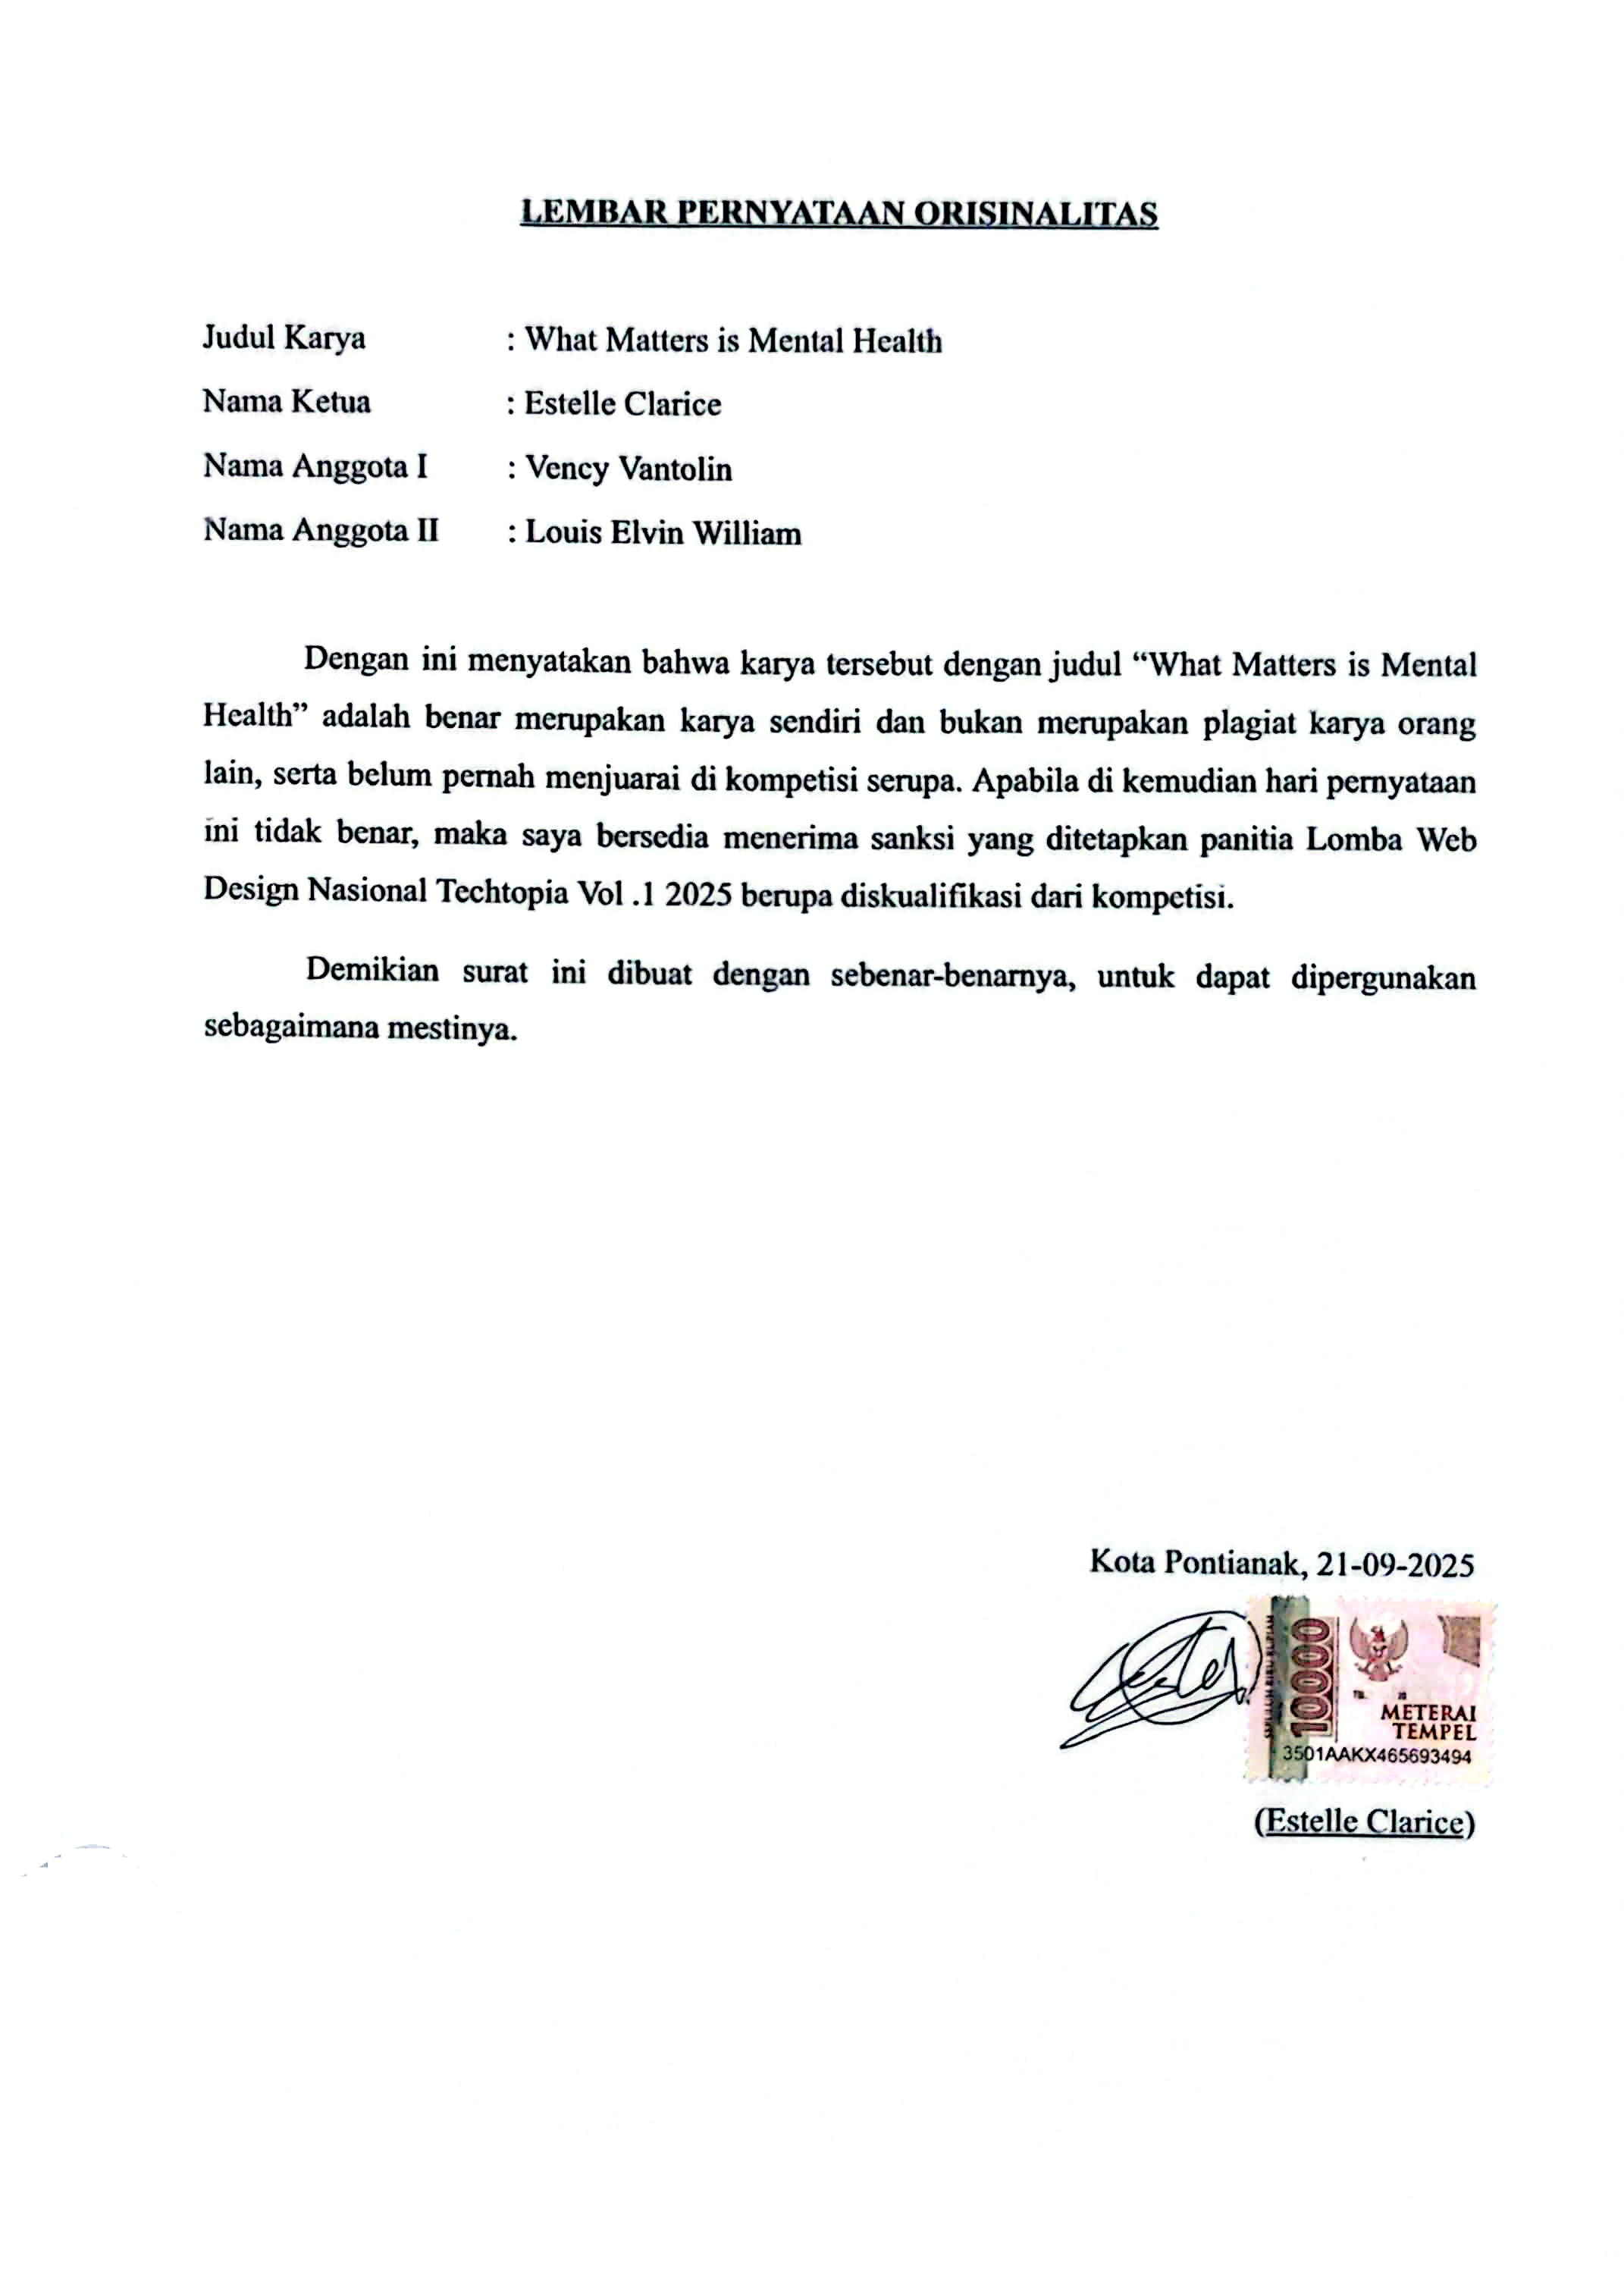 LEMBAR PERNYATAAN ORISINALITAS
Judul Karya : What Matters is Mental Health
Nama Ketua : Estelle Clarice
Nama Anggota I : Vency Vantolin
Nama Anggota II : Louis Elvin William
Dengan ini menyatakan bahwa karya tersebut dengan judul “What Matters is Mental
Health” adalah benar merupakan karya sendiri dan bukan merupakan plagiat karya orang
lain, serta belum pernah menjuarai di kompetisi serupa. Apabila di kemudian hari pernyataan
ini tidak benar, maka saya bersedia menerima sanksi yang ditetapkan panitia Lomba Web
Design Nasional Techtopia Vol .1 2025 berupa diskualifikasi dari kompetisi.
Demikian surat ini dibuat dengan sebenar-benarnya, untuk dapat dipergunakan
sebagaimana mestinya.
Kota Pontianak, 21-09-2025
10000
METERAI
TEMPEL
3501AAKX465693494
(Estelle Clarice)